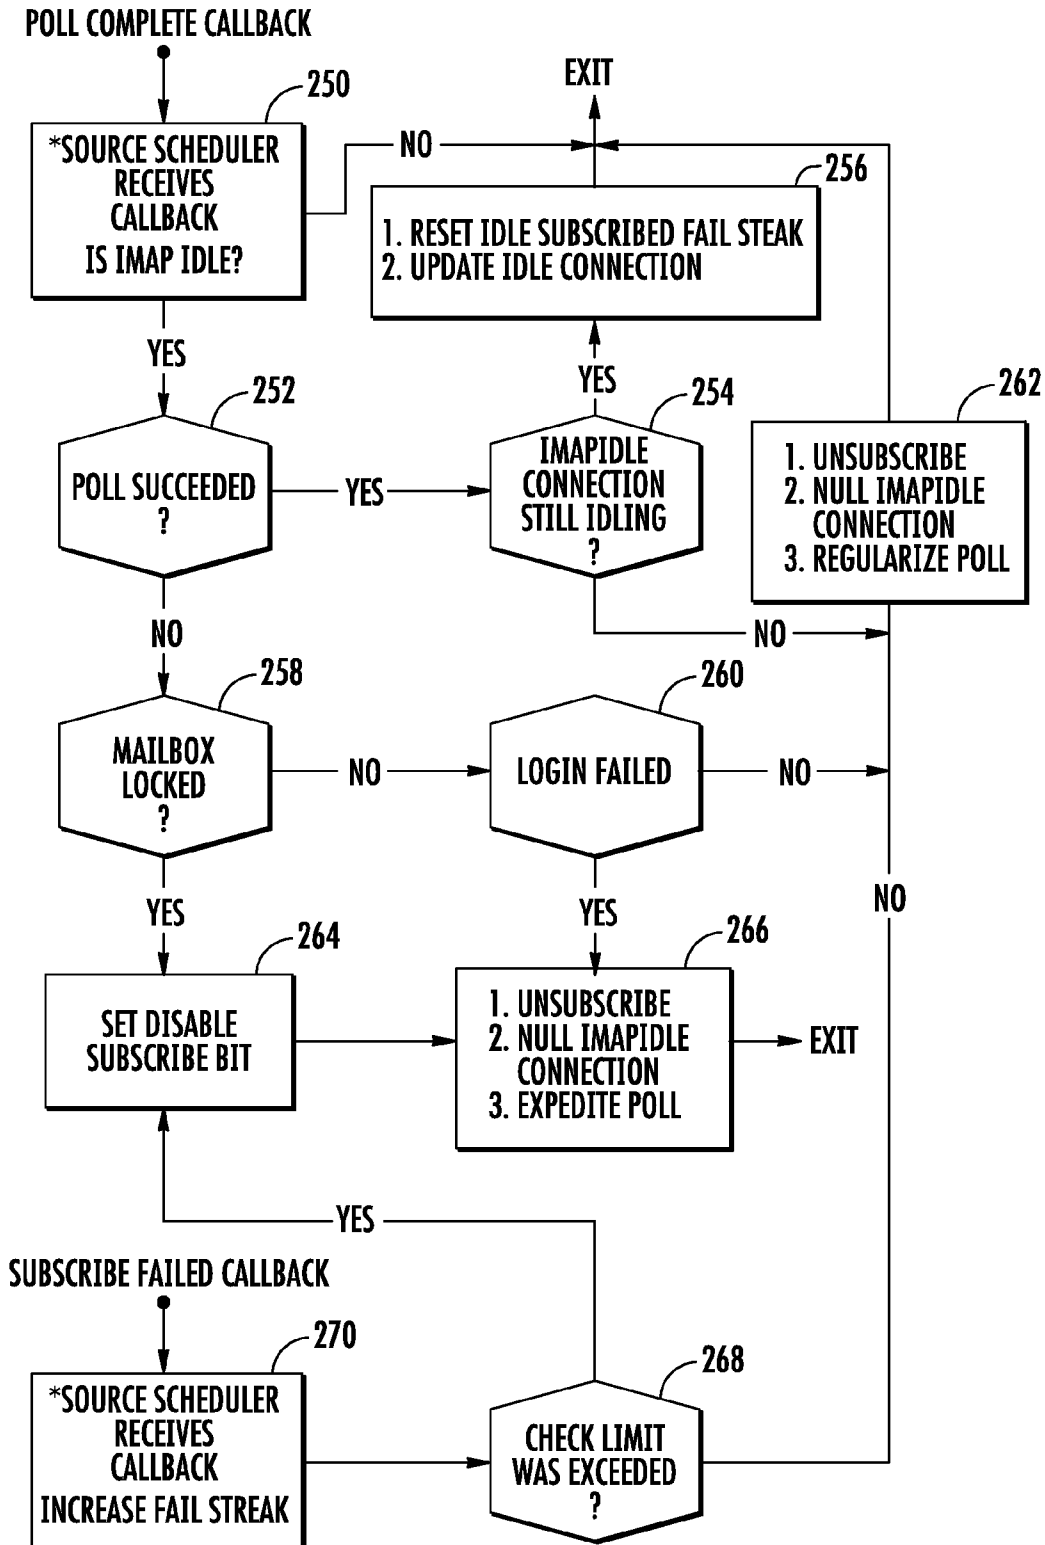 POLL COMPLETE CALLBACK
250
*SOURCE SCHEDULER
RECEIVES
CALLBACK
IS IMAP IDLE?
NO
EXIT
256
1. RESET IDLE SUBSCRIBED FAIL STEAK
2. UPDATE IDLE CONNECTION
YES
YES
252
POLL SUCCEEDED
?
YES
254
IMAPIDLE
CONNECTION
STILL IDLING
?
262
1. UNSUBSCRIBE
2. NULL IMAPIDLE
CONNECTION
3. REGULARIZE POLL
NO
NO
258
MAILBOX
LOCKED
?
NO
260
LOGIN FAILED
NO
NO
YES
YES
264
SET DISABLE
SUBSCRIBE BIT
266
1. UNSUBSCRIBE
2. NULL IMAPIDLE
CONNECTION
3. EXPEDITE POLL
EXIT
YES
SUBSCRIBE FAILED CALLBACK
270
*SOURCE SCHEDULER
RECEIVES
CALLBACK
INCREASE FAIL STREAK
268
CHECK LIMIT
WAS EXCEEDED
?